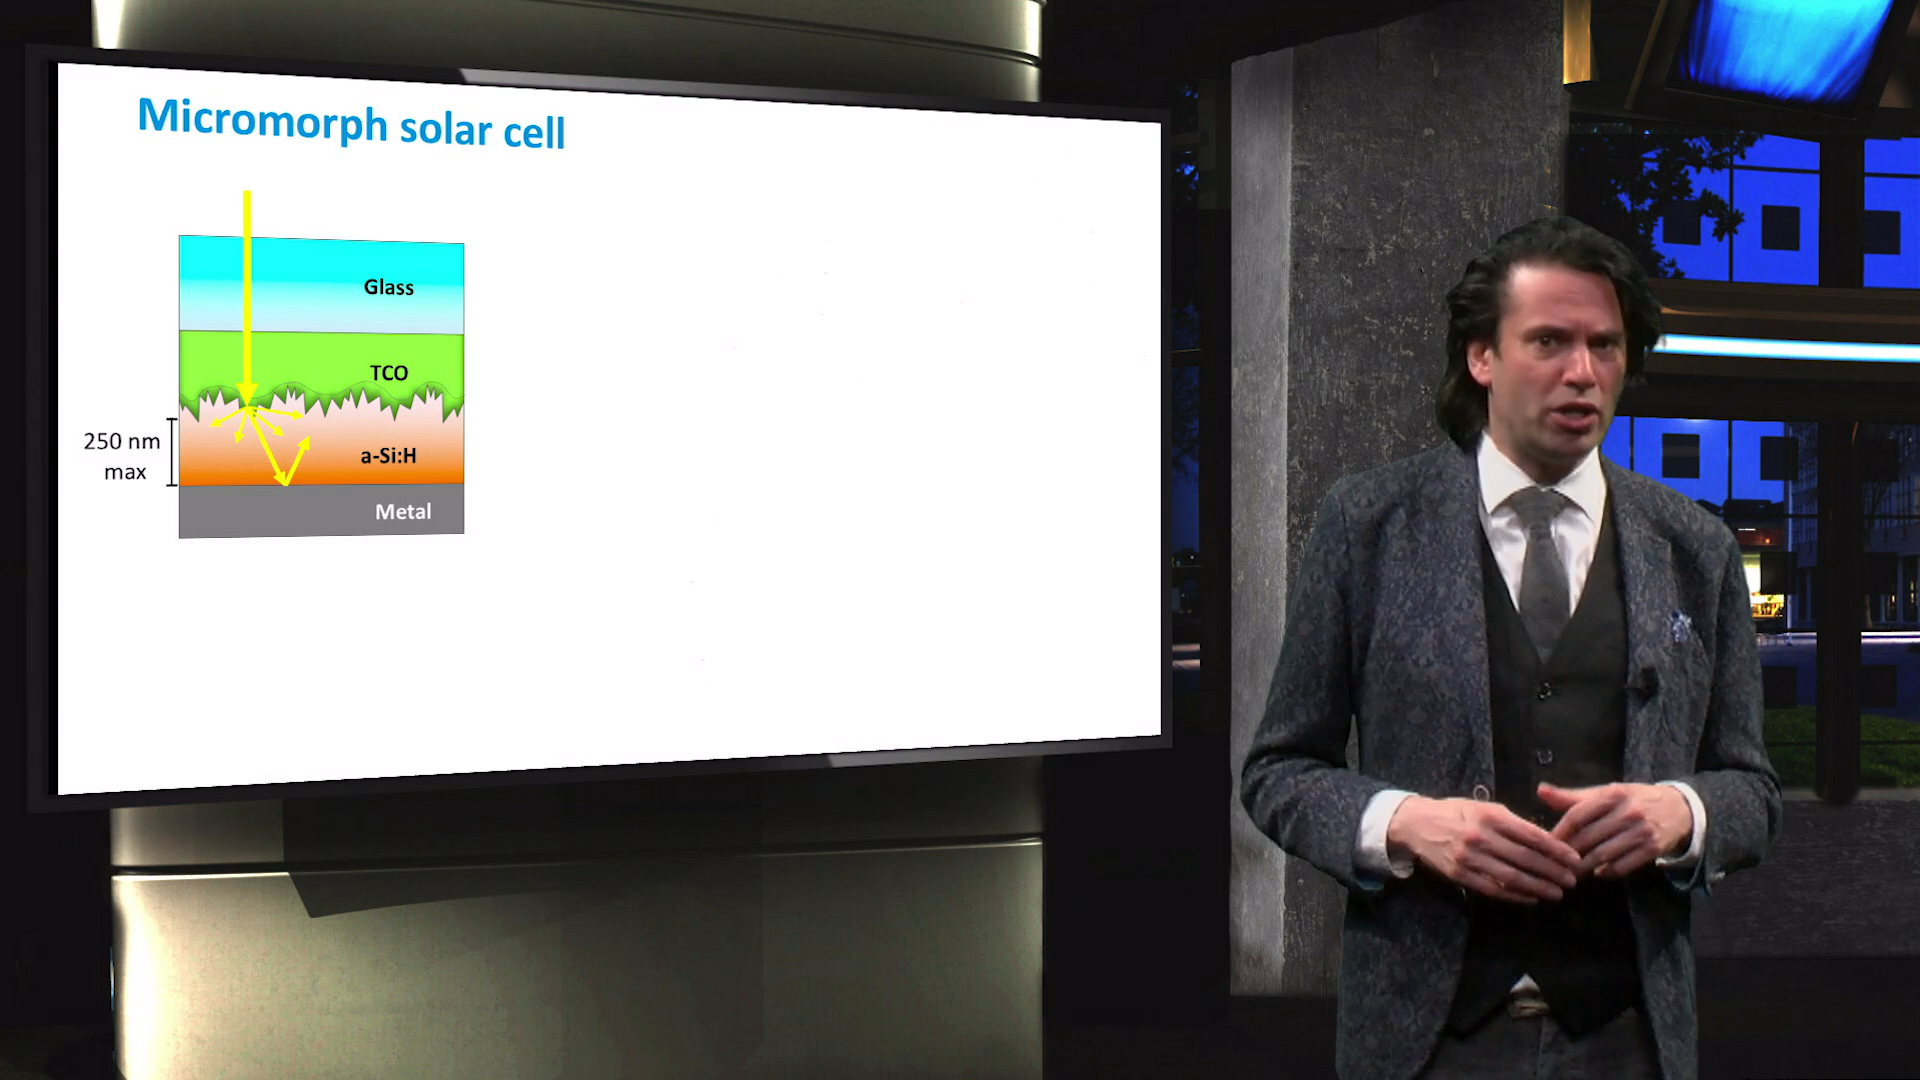 Micromorph solar cell
Glass
TCO
250 nm
max
a-Si:H
Metal